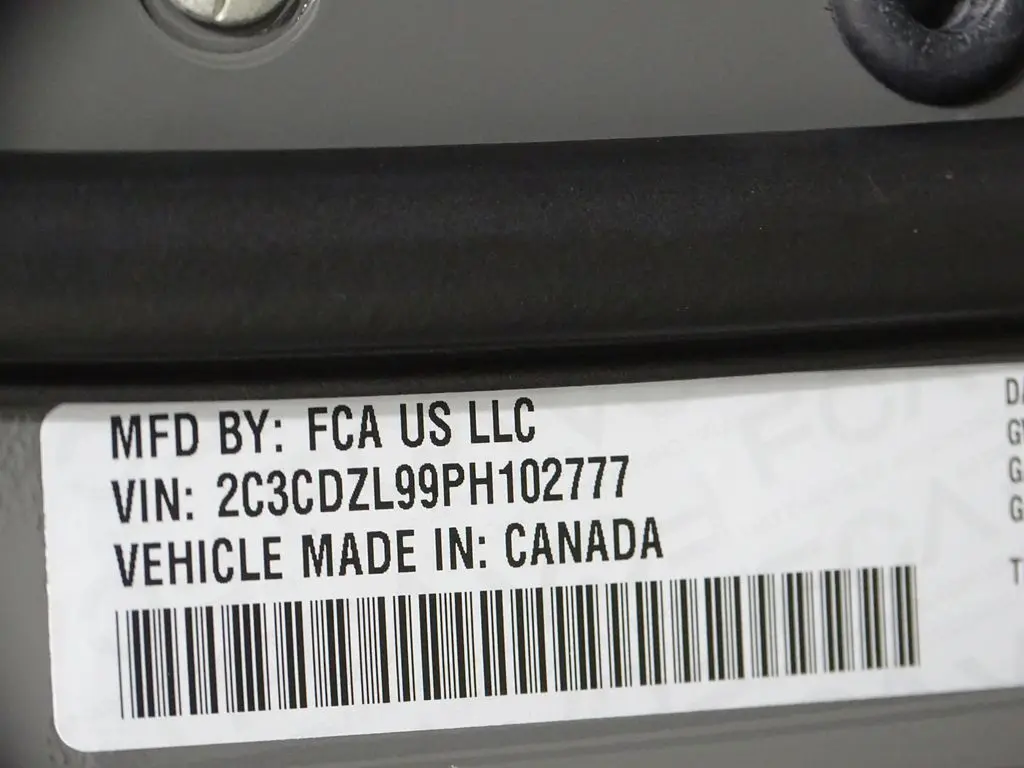 MFD BY: FCA US LLC
VIN: 2C3CDZL99PH102777
VEHICLE MADE IN: CANADA